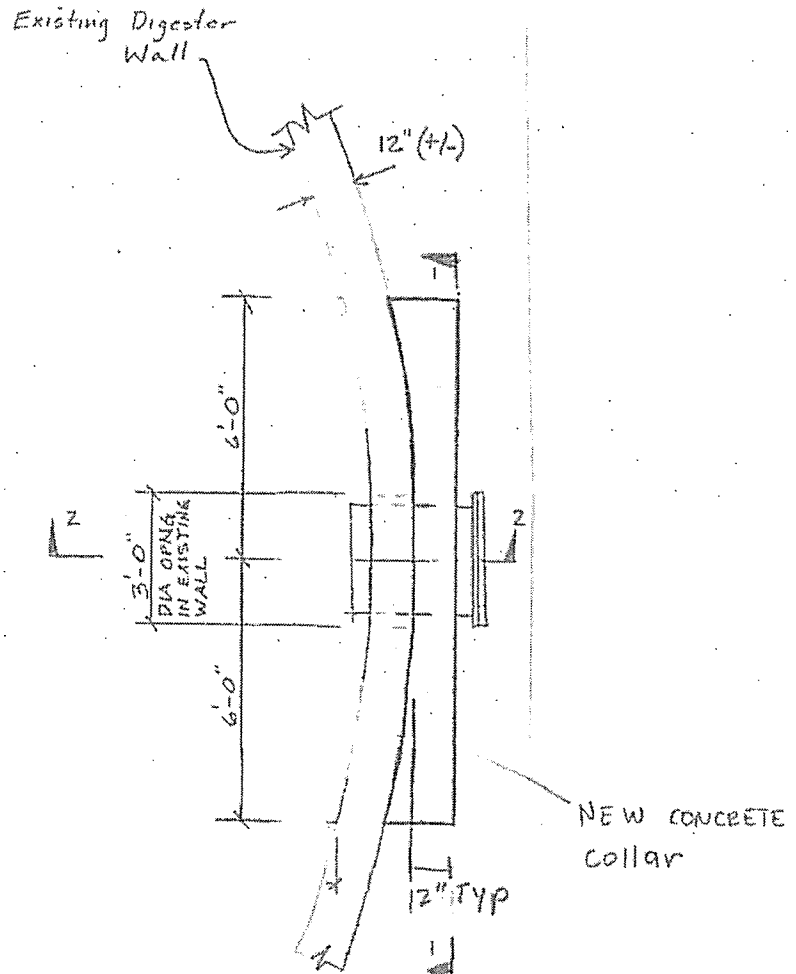 Existing Digester
Wall
12" (+/-)
1
6'-0"
3'-0"
DIA OPNG
IN EXISTING
WALL
2
2
6'-0"
NEW CONCRETE
Collar
12" Typ
1